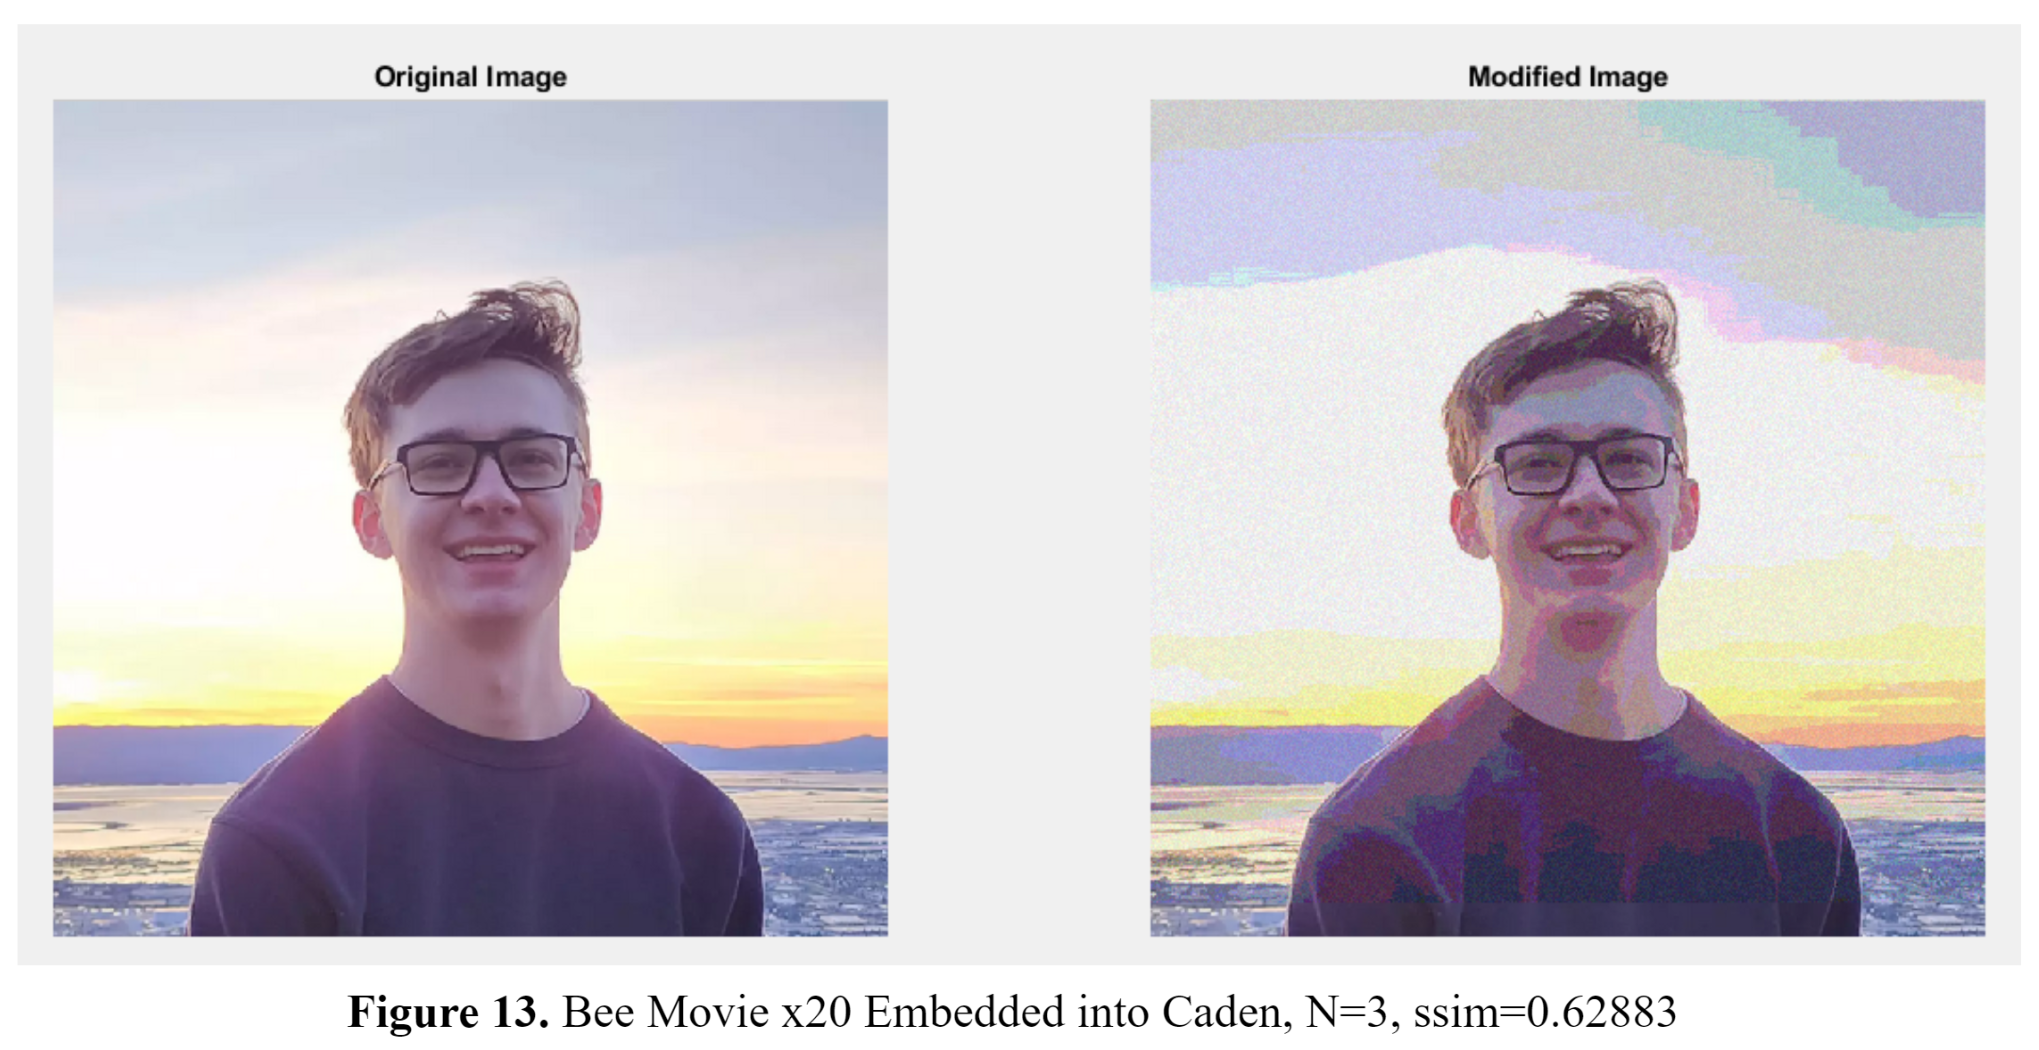 Original Image
Modified Image
Figure 13. Bee Movie x20 Embedded into Caden, N=3, ssim=0.62883